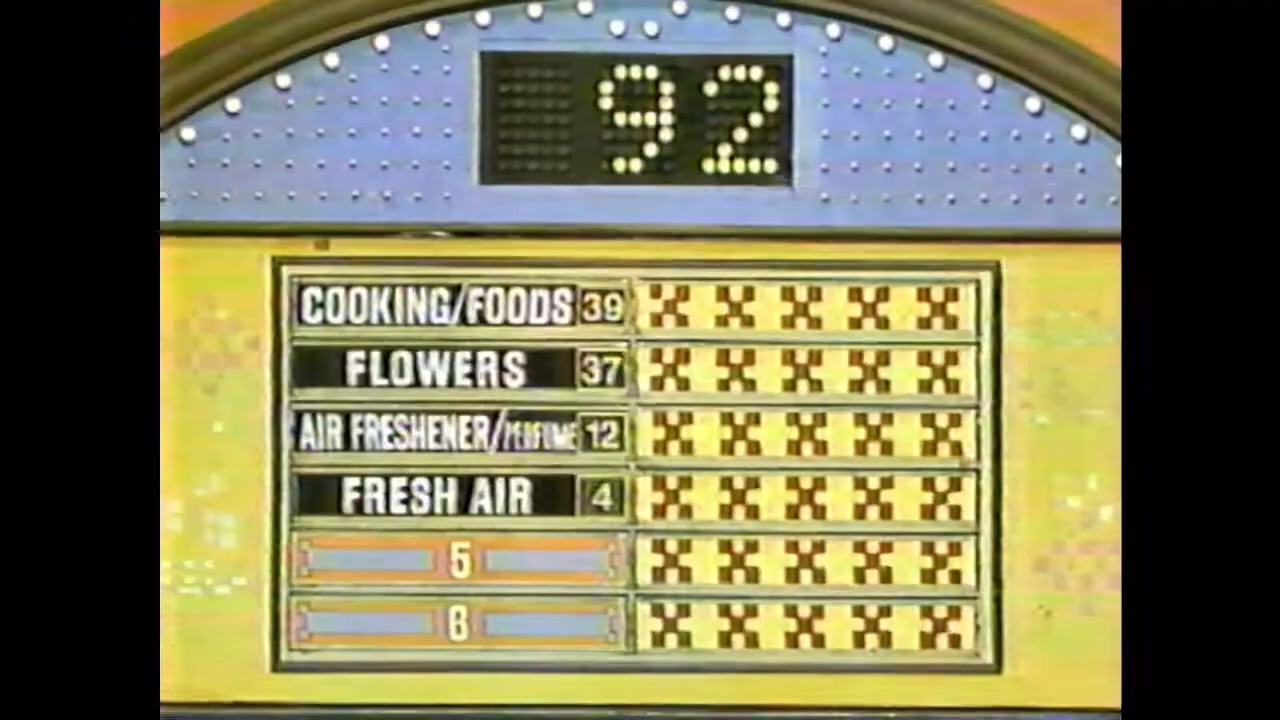 92
COOKING/FOODS 39
FLOWERS 37
AIR FRESHENER/PERFUME 12
FRESH AIR 4
5
6